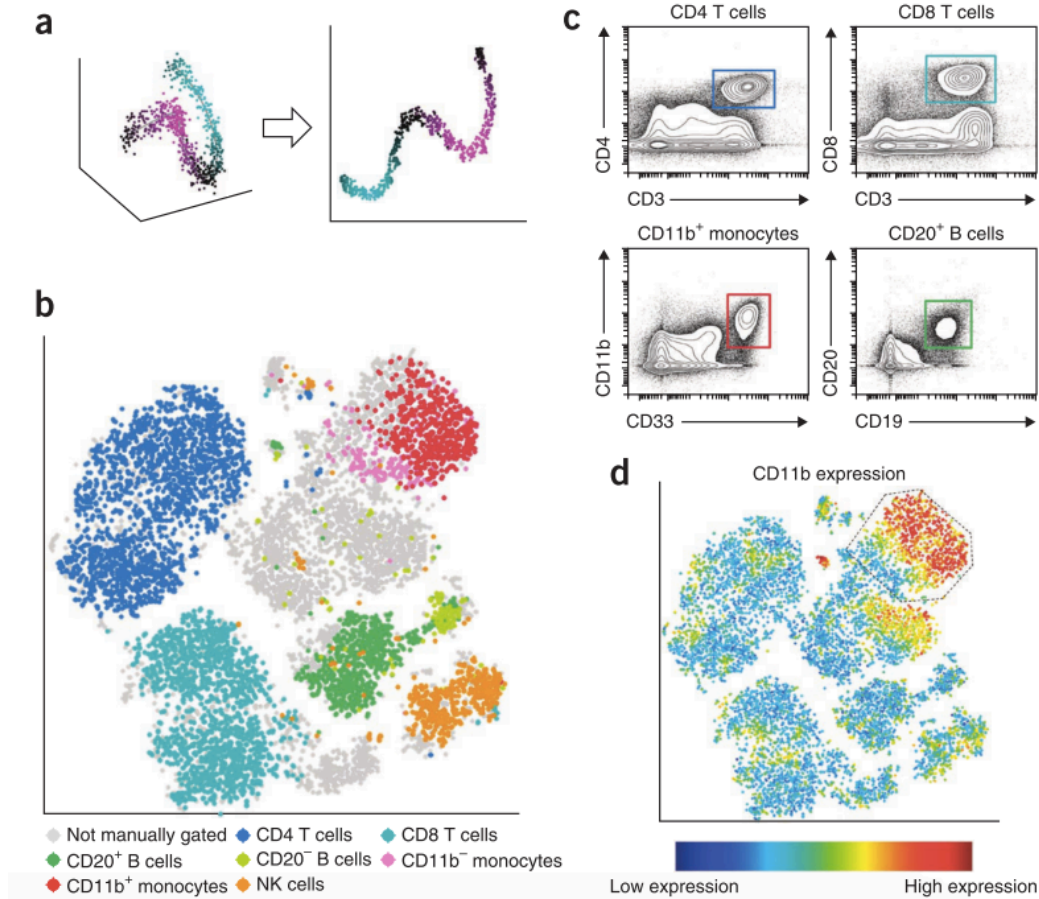 a
c
CD4 T cells
CD8 T cells
CD4
CD3
CD8
CD3
CD11b⁺ monocytes
CD20⁺ B cells
CD11b
CD33
CD20
CD19
b
Not manually gated
CD4 T cells
CD8 T cells
CD20⁺ B cells
CD20⁻ B cells
CD11b⁻ monocytes
CD11b⁺ monocytes
NK cells
d
CD11b expression
Low expression
High expression